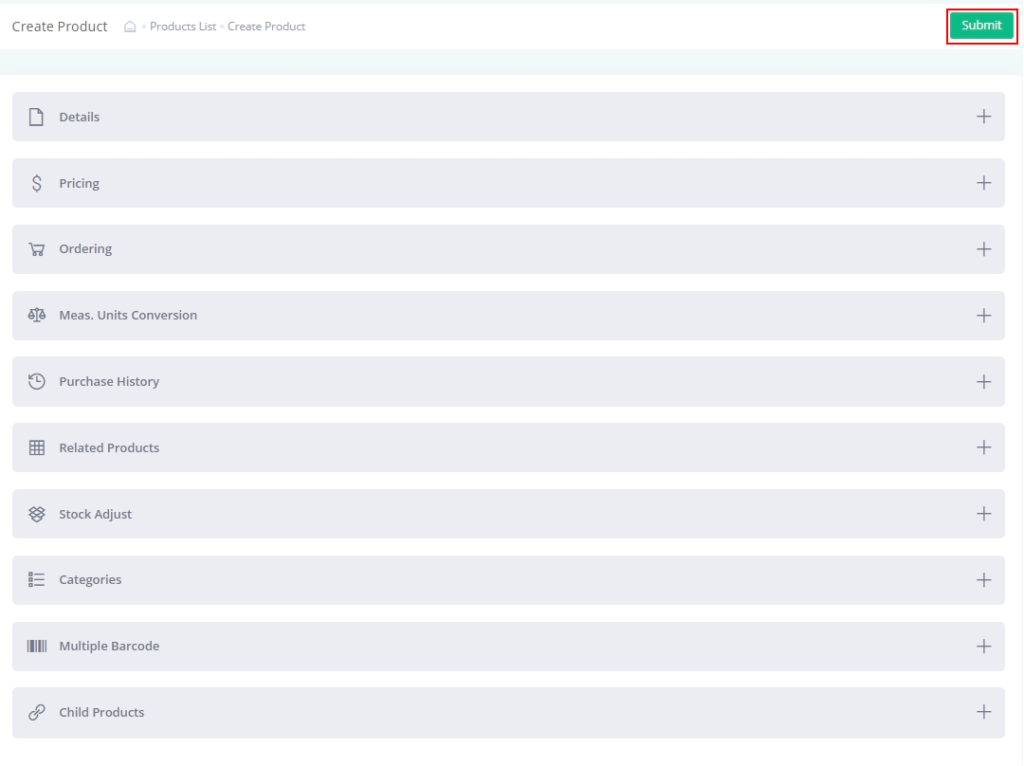 Create Product Products List Create Product Submit
Details
Pricing
Ordering
Meas. Units Conversion
Purchase History
Related Products
Stock Adjust
Categories
Multiple Barcode
Child Products